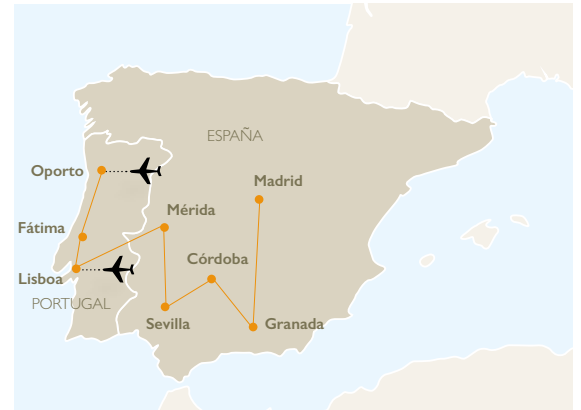 ESPAÑA
Oporto
Madrid
Mérida
Fátima
Córdoba
Lisboa
PORTUGAL
Sevilla
Granada